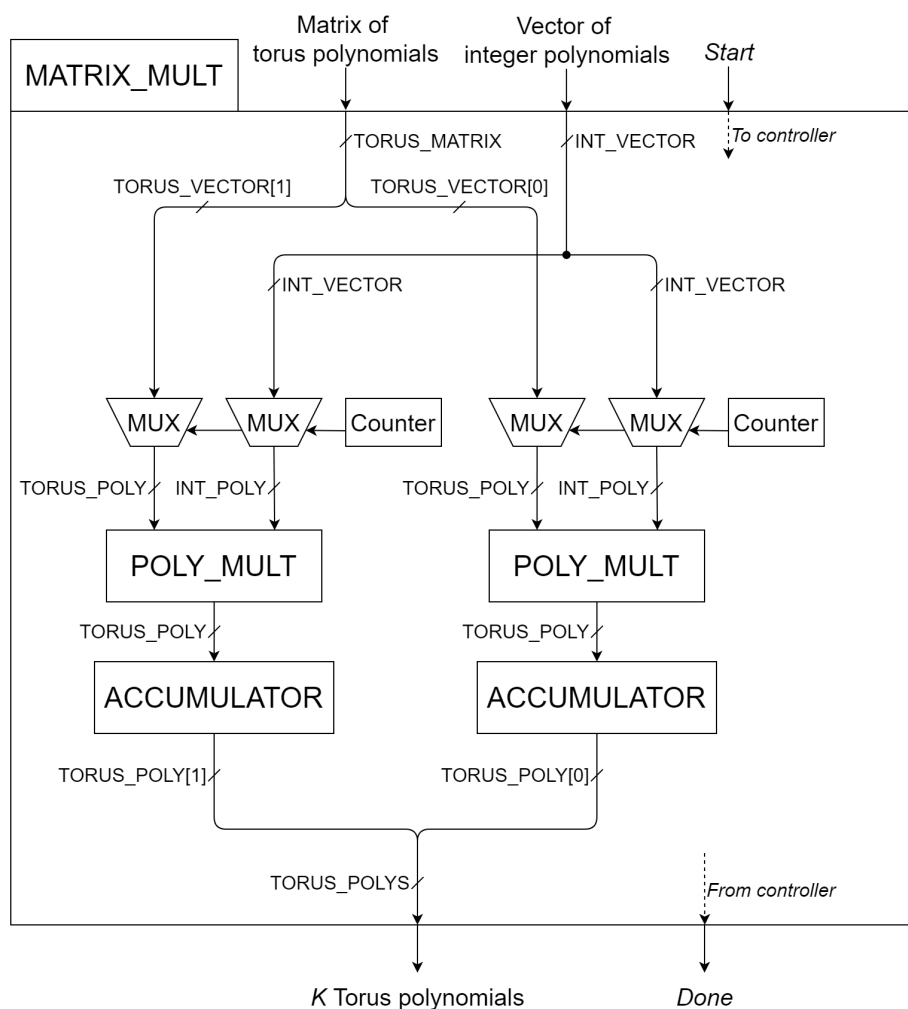 Matrix of
torus polynomials
Vector of
integer polynomials
Start
MATRIX_MULT
TORUS_MATRIX
INT_VECTOR
To controller
TORUS_VECTOR[1]
TORUS_VECTOR[0]
INT_VECTOR
INT_VECTOR
MUX
MUX
Counter
MUX
MUX
Counter
TORUS_POLY
INT_POLY
TORUS_POLY
INT_POLY
POLY_MULT
POLY_MULT
TORUS_POLY
TORUS_POLY
ACCUMULATOR
ACCUMULATOR
TORUS_POLY[1]
TORUS_POLY[0]
TORUS_POLYS
From controller
K Torus polynomials
Done